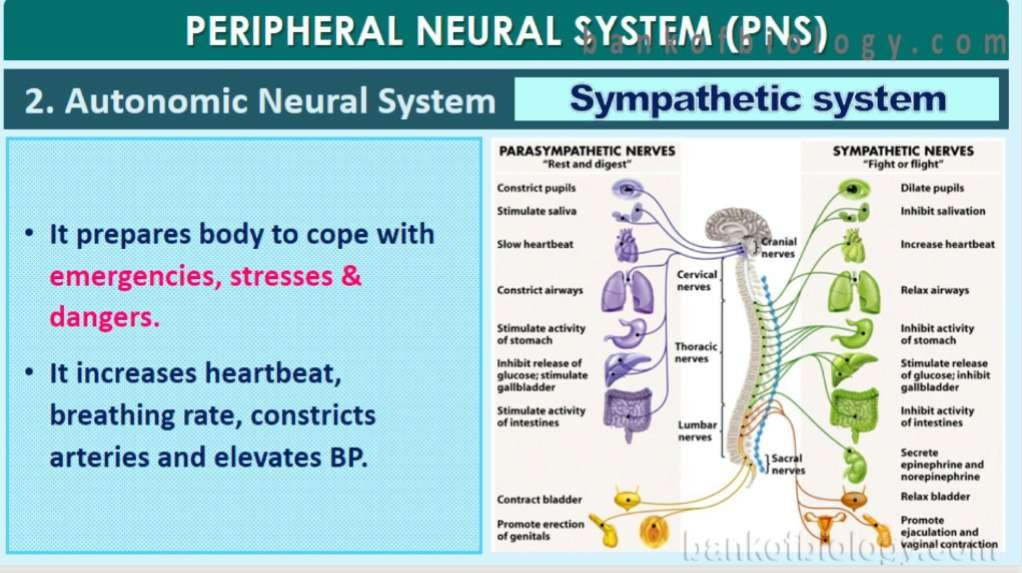 PERIPHERAL NEURAL SYSTEM (PNS)
bankofbiology.com
2. Autonomic Neural System
Sympathetic system
• It prepares body to cope with
emergencies, stresses &
dangers.
• It increases heartbeat,
breathing rate, constricts
arteries and elevates BP.
PARASYMPATHETIC NERVES
"Rest and digest"
Constrict pupils
Stimulate saliva
Slow heartbeat
Constrict airways
Stimulate activity
of stomach
Inhibit release of
glucose; stimulate
gallbladder
Stimulate activity
of intestines
Contract bladder
Promote erection
of genitals
Cranial
nerves
Cervical
nerves
Thoracic
nerves
Lumbar
nerves
Sacral
nerves
SYMPATHETIC NERVES
"Fight or flight"
Dilate pupils
Inhibit salivation
Increase heartbeat
Relax airways
Inhibit activity
of stomach
Stimulate release
of glucose; inhibit
gallbladder
Inhibit activity
of intestines
Secrete
epinephrine and
norepinephrine
Relax bladder
Promote
ejaculation and
vaginal contraction
bankofbiology.com